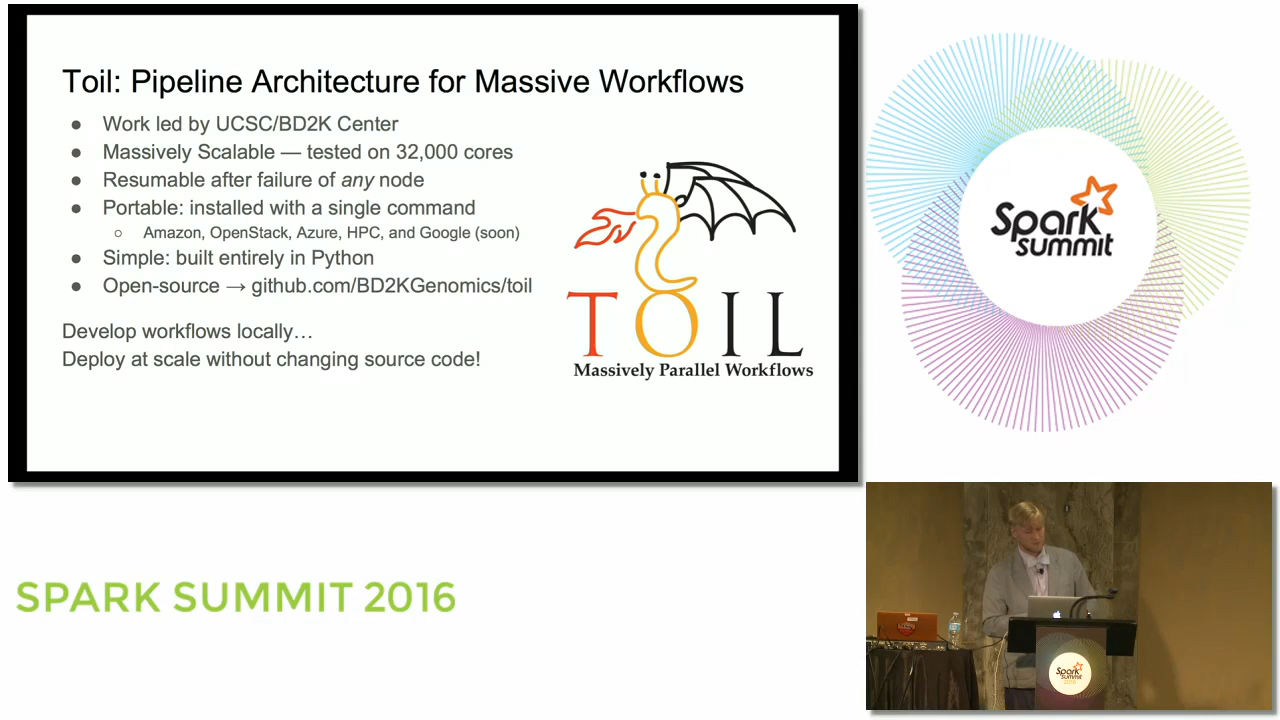 Toil: Pipeline Architecture for Massive Workflows
● Work led by UCSC/BD2K Center
● Massively Scalable — tested on 32,000 cores
● Resumable after failure of any node
● Portable: installed with a single command
○ Amazon, OpenStack, Azure, HPC, and Google (soon)
● Simple: built entirely in Python
● Open-source → github.com/BD2KGenomics/toil
Develop workflows locally…
Deploy at scale without changing source code!
TOIL
Massively Parallel Workflows
Spark
summit
SPARK SUMMIT 2016
Spark
summit